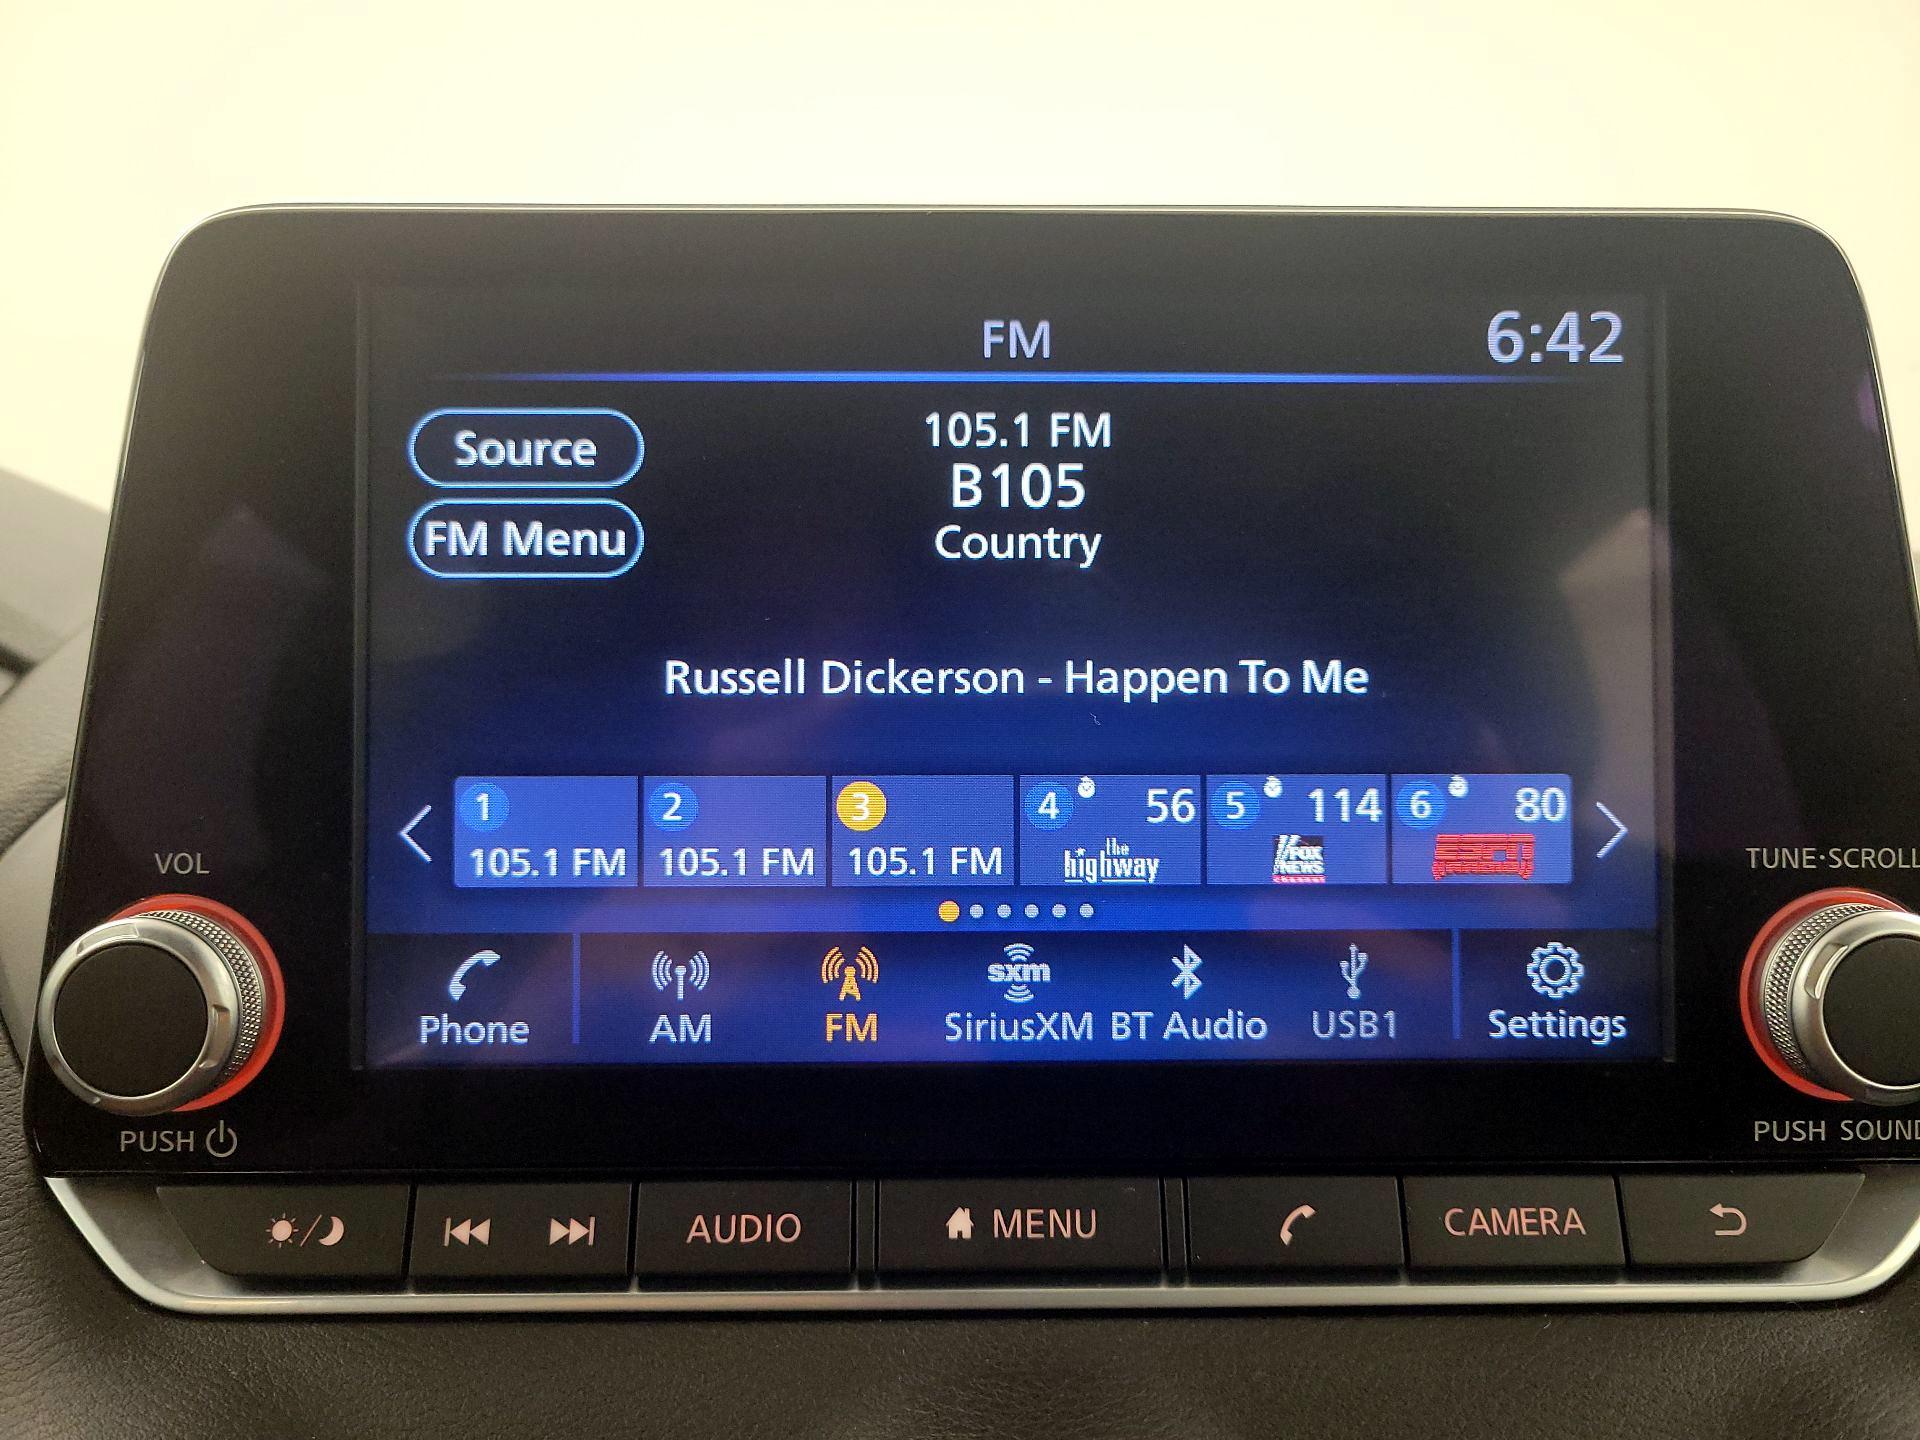 FM
6:42
Source
105.1 FM
B105
FM Menu
Country
Russell Dickerson - Happen To Me
1
105.1 FM
2
105.1 FM
3
105.1 FM
4 56
the
highway
5 114
FOX
NEWS
channel
6 80
ESPN
VOL
TUNE·SCROLL
Phone
AM
FM
sxm
SiriusXM
BT Audio
USB1
Settings
PUSH
PUSH SOUND
AUDIO
MENU
CAMERA